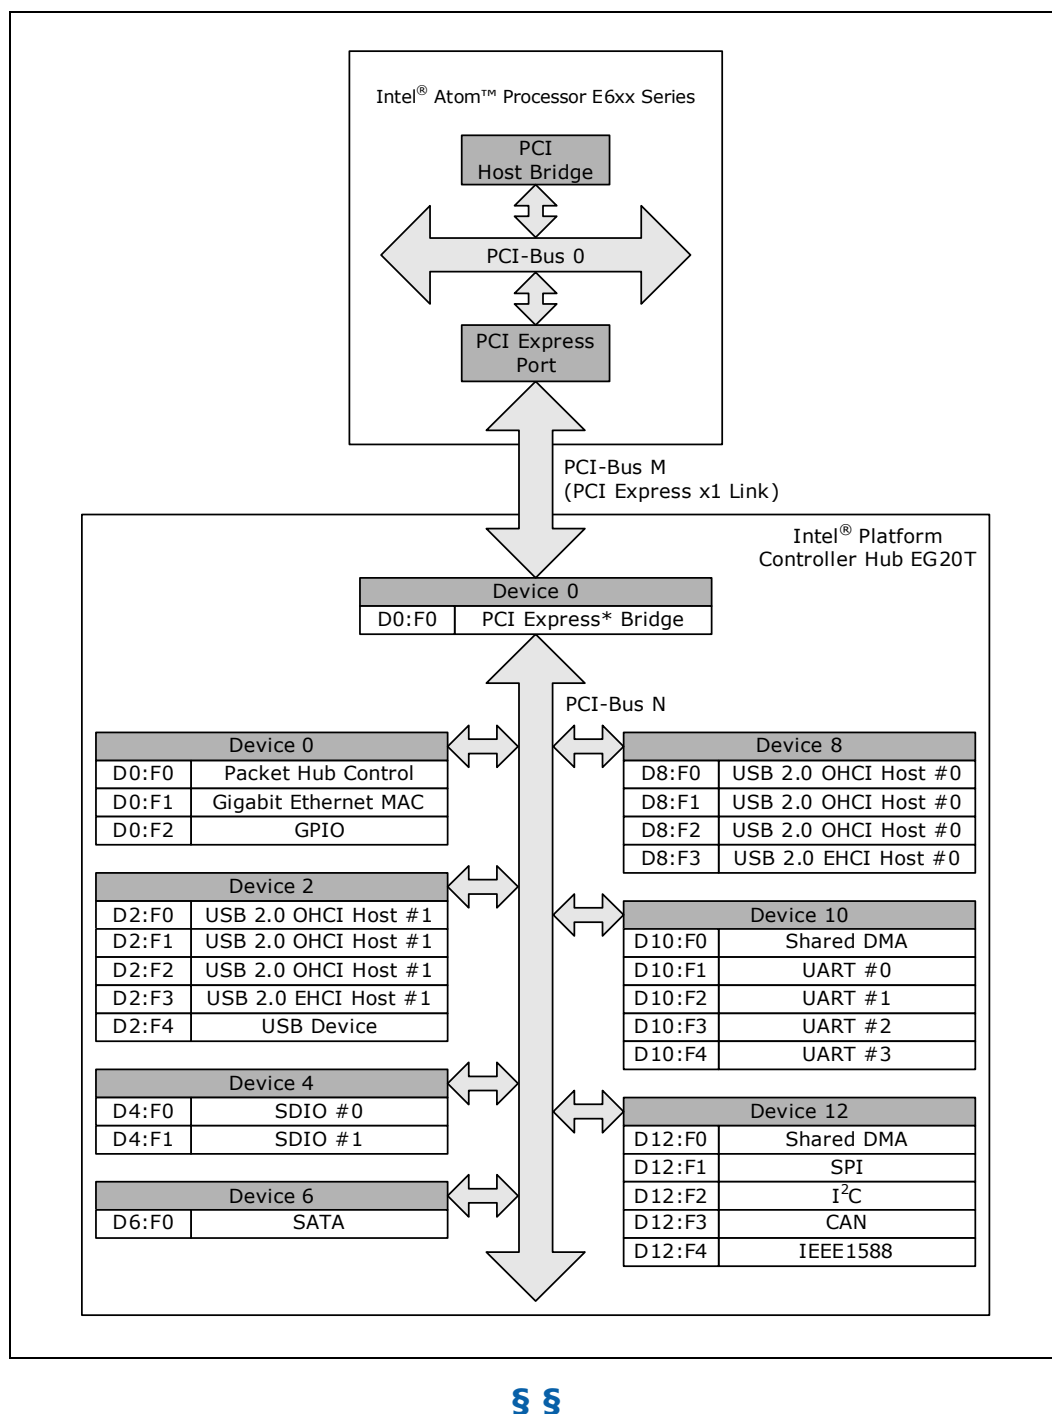 Intel® Atom™ Processor E6xx Series
PCI
Host Bridge
PCI-Bus 0
PCI Express
Port
PCI-Bus M
(PCI Express x1 Link)
Intel® Platform
Controller Hub EG20T
Device 0
D0:F0 PCI Express* Bridge
PCI-Bus N
Device 0
D0:F0 Packet Hub Control
D0:F1 Gigabit Ethernet MAC
D0:F2 GPIO
Device 2
D2:F0 USB 2.0 OHCI Host #1
D2:F1 USB 2.0 OHCI Host #1
D2:F2 USB 2.0 OHCI Host #1
D2:F3 USB 2.0 EHCI Host #1
D2:F4 USB Device
Device 4
D4:F0 SDIO #0
D4:F1 SDIO #1
Device 6
D6:F0 SATA
Device 8
D8:F0 USB 2.0 OHCI Host #0
D8:F1 USB 2.0 OHCI Host #0
D8:F2 USB 2.0 OHCI Host #0
D8:F3 USB 2.0 EHCI Host #0
Device 10
D10:F0 Shared DMA
D10:F1 UART #0
D10:F2 UART #1
D10:F3 UART #2
D10:F4 UART #3
Device 12
D12:F0 Shared DMA
D12:F1 SPI
D12:F2 I²C
D12:F3 CAN
D12:F4 IEEE1588
§ §